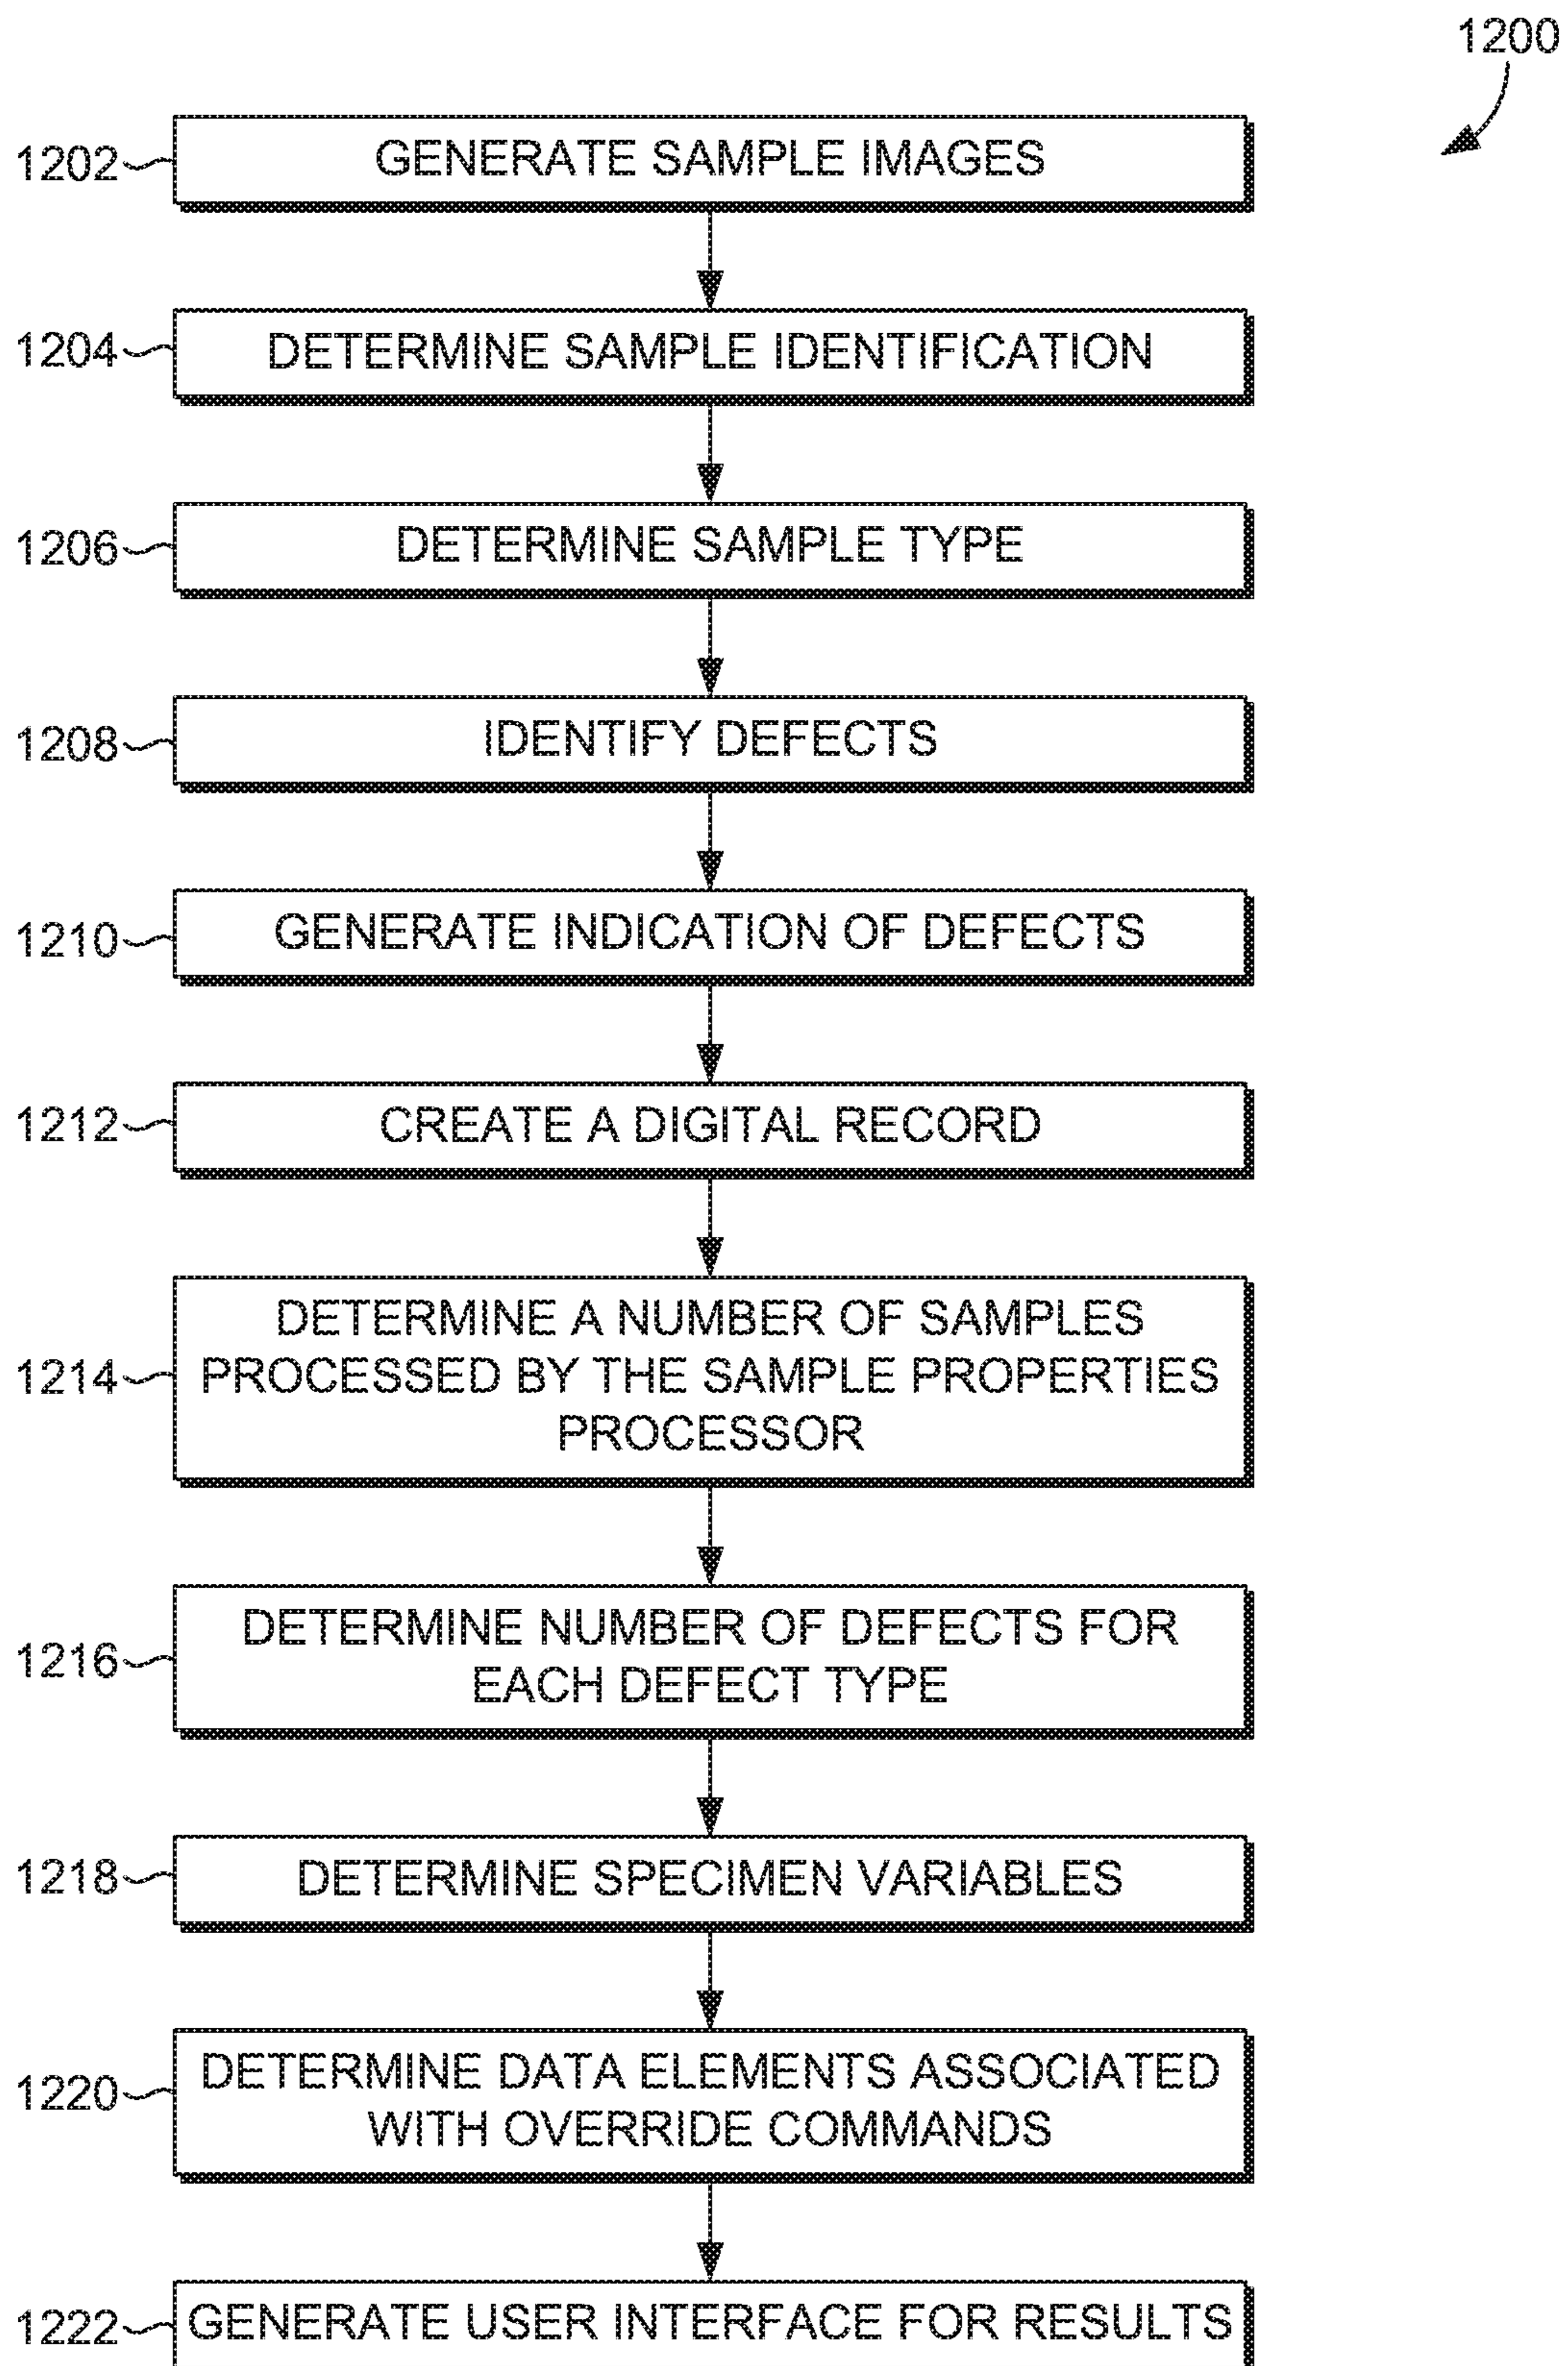 1200
1202
GENERATE SAMPLE IMAGES
1204
DETERMINE SAMPLE IDENTIFICATION
1206
DETERMINE SAMPLE TYPE
1208
IDENTIFY DEFECTS
1210
GENERATE INDICATION OF DEFECTS
1212
CREATE A DIGITAL RECORD
1214
DETERMINE A NUMBER OF SAMPLES
PROCESSED BY THE SAMPLE PROPERTIES
PROCESSOR
1216
DETERMINE NUMBER OF DEFECTS FOR
EACH DEFECT TYPE
1218
DETERMINE SPECIMEN VARIABLES
1220
DETERMINE DATA ELEMENTS ASSOCIATED
WITH OVERRIDE COMMANDS
1222
GENERATE USER INTERFACE FOR RESULTS